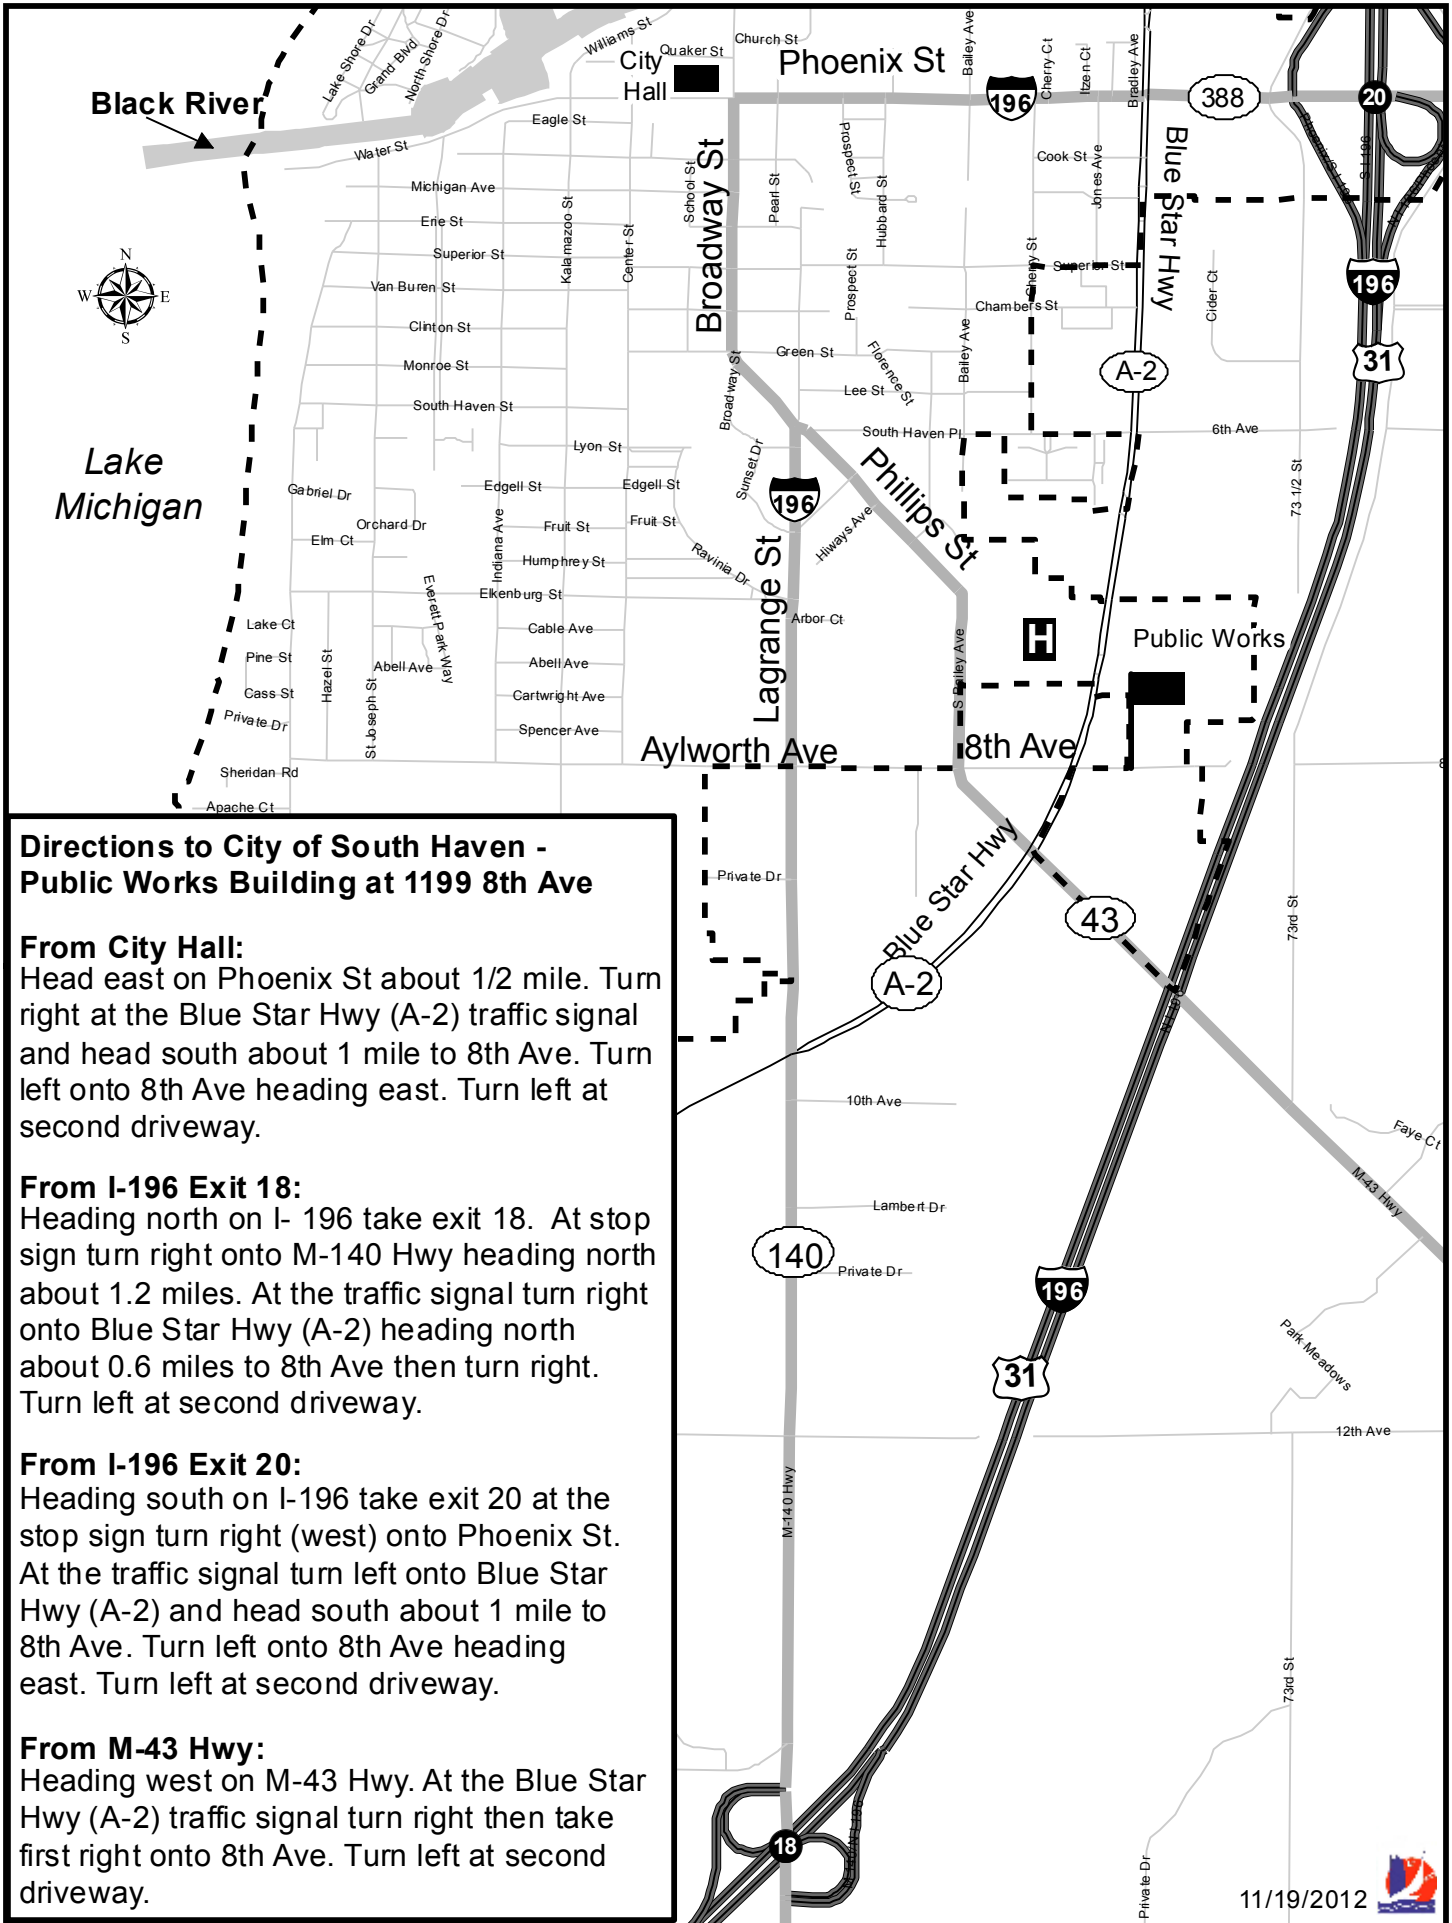 Lake Shore Dr
Grand Blvd
North Shore Dr
Williams St
Quaker St
Church St
City
Hall
Phoenix St
Bailey Ave
Cherry Ct
Itzen Ct
Bradley Ave
196
388
20
Black River
Eagle St
Water St
Michigan Ave
Erie St
Superior St
Van Buren St
Clinton St
Monroe St
South Haven St
Kalamazoo St
Center St
School St
Broadway St
Pearl St
Prospect St
Hubbard St
Prospect St
Cook St
Jones Ave
Blue Star Hwy
Phoenix/S I 19
S I 196
Sherry St
Superior St
Chambers St
Cider Ct
196
31
N
W
E
S
Green St
Florence St
Bailey Ave
Lee St
A-2
Broadway St
South Haven Pl
6th Ave
73 1/2 St
Lake
Michigan
Lyon St
Sunset Dr
Gabriel Dr
Edgell St
Edgell St
196
Phillips St
Orchard Dr
Elm Ct
Indiana Ave
Fruit St
Fruit St
Hiways Ave
Humphrey St
Ravinia Dr
Elkenburg St
Everett Park Way
Lagrange St
Arbor Ct
Lake Ct
Cable Ave
Pine St
Hazel St
Abell Ave
Abell Ave
S Bailey Ave
H
Public Works
Cass St
Cartwright Ave
Private Dr
St Joseph St
Spencer Ave
Aylworth Ave
8th Ave
Sheridan Rd
Apache Ct
8
Directions to City of South Haven -
Public Works Building at 1199 8th Ave
From City Hall:
Head east on Phoenix St about 1/2 mile. Turn
right at the Blue Star Hwy (A-2) traffic signal
and head south about 1 mile to 8th Ave. Turn
left onto 8th Ave heading east. Turn left at
second driveway.
From I-196 Exit 18:
Heading north on I- 196 take exit 18. At stop
sign turn right onto M-140 Hwy heading north
about 1.2 miles. At the traffic signal turn right
onto Blue Star Hwy (A-2) heading north
about 0.6 miles to 8th Ave then turn right.
Turn left at second driveway.
From I-196 Exit 20:
Heading south on I-196 take exit 20 at the
stop sign turn right (west) onto Phoenix St.
At the traffic signal turn left onto Blue Star
Hwy (A-2) and head south about 1 mile to
8th Ave. Turn left onto 8th Ave heading
east. Turn left at second driveway.
From M-43 Hwy:
Heading west on M-43 Hwy. At the Blue Star
Hwy (A-2) traffic signal turn right then take
first right onto 8th Ave. Turn left at second
driveway.
Private Dr
Blue Star Hwy
43
A-2
73rd St
N I 196
10th Ave
Faye Ct
M-43 Hwy
Lambert Dr
140
Private Dr
196
31
Park Meadows
12th Ave
M-140 Hwy
73rd St
18
M 140/N I 196
Private Dr
11/19/2012